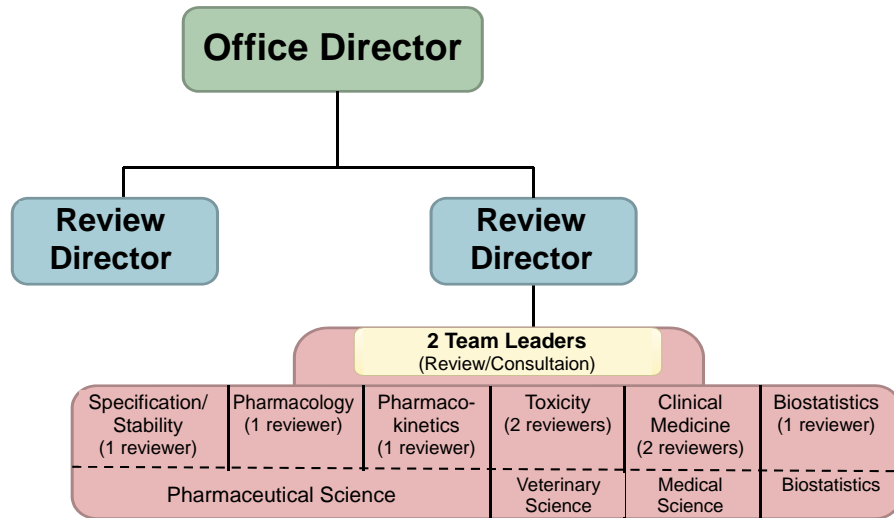 Office Director
Review
Director
Review
Director
2 Team Leaders
(Review/Consultaion)
Specification/
Stability
(1 reviewer)
Pharmacology
(1 reviewer)
Pharmaco-
kinetics
(1 reviewer)
Toxicity
(2 reviewers)
Clinical
Medicine
(2 reviewers)
Biostatistics
(1 reviewer)
Pharmaceutical Science
Veterinary
Science
Medical
Science
Biostatistics